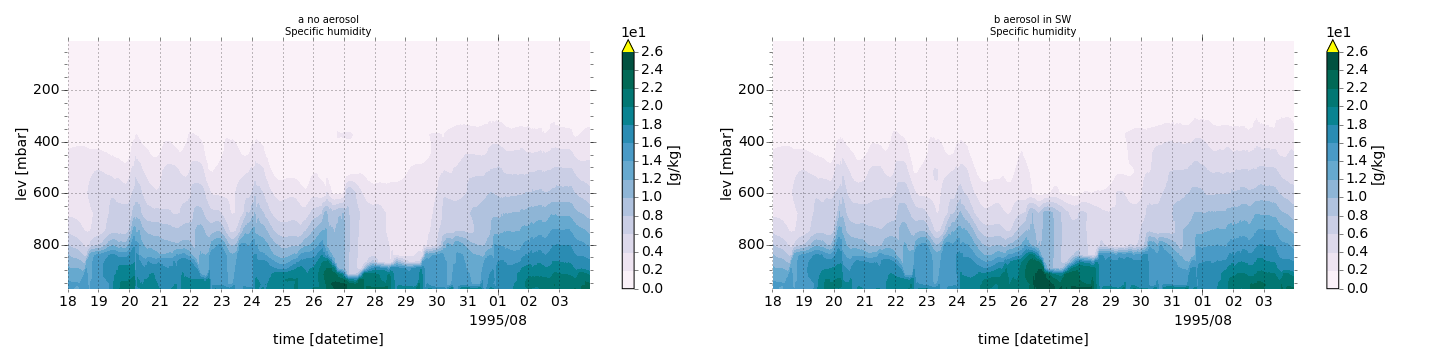 a no aerosol
Specific humidity
1e1
2.6
2.4
2.2
2.0
1.8
1.6
1.4
1.2
1.0
0.8
0.6
0.4
0.2
0.0
[g/kg]
lev [mbar]
200
400
600
800
18 19 20 21 22 23 24 25 26 27 28 29 30 31 01 02 03
1995/08
time [datetime]
b aerosol in SW
Specific humidity
1e1
2.6
2.4
2.2
2.0
1.8
1.6
1.4
1.2
1.0
0.8
0.6
0.4
0.2
0.0
[g/kg]
lev [mbar]
200
400
600
800
18 19 20 21 22 23 24 25 26 27 28 29 30 31 01 02 03
1995/08
time [datetime]